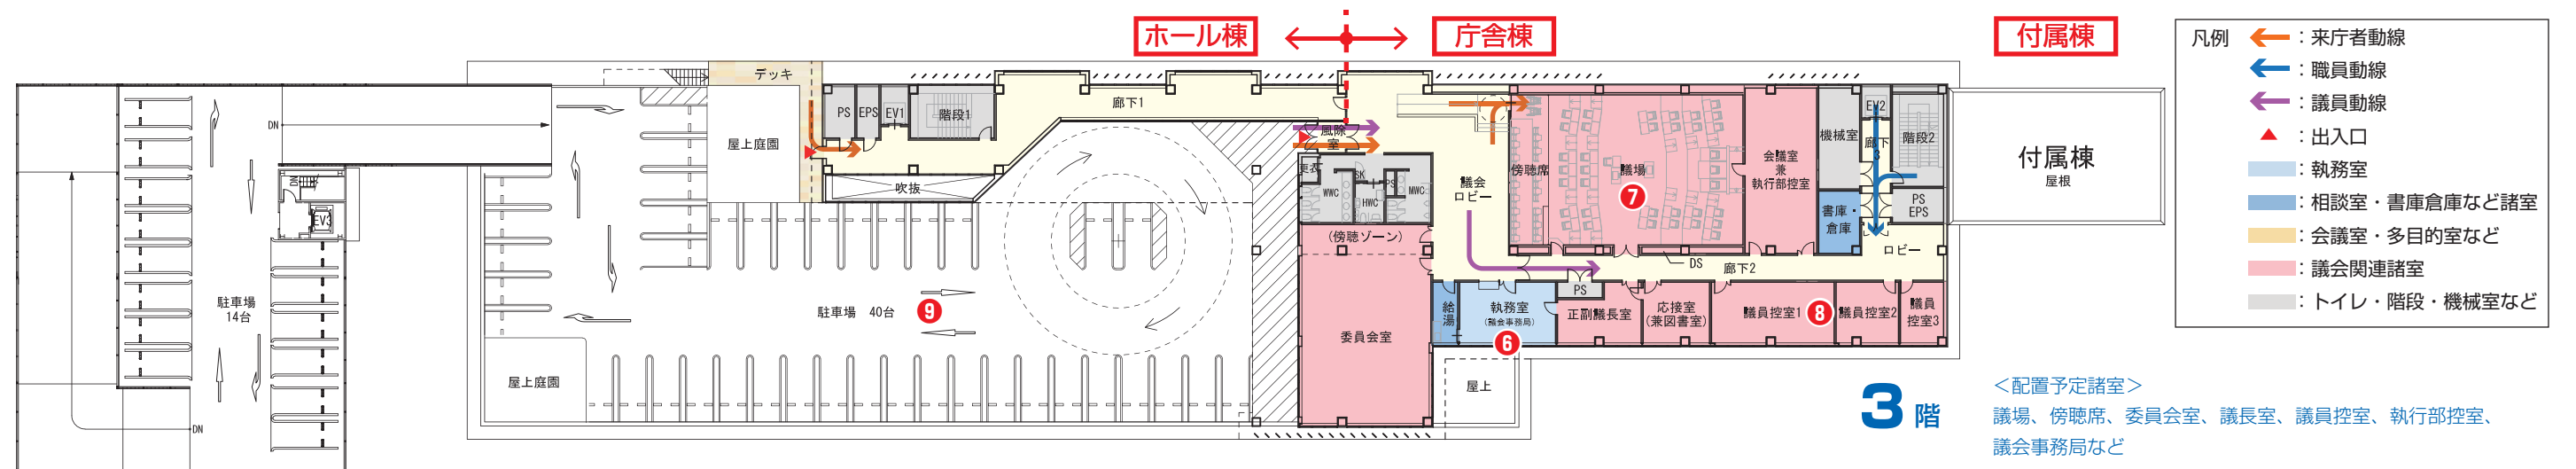 ホール棟
庁舎棟
付属棟
凡例
：来庁者動線
：職員動線
：議員動線
：出入口
：執務室
：相談室・書庫倉庫など諸室
：会議室・多目的室など
：議会関連諸室
：トイレ・階段・機械室など
デッキ
PS
EPS
EV1
階段1
廊下1
屋上庭園
吹抜
風除
室
更衣
WWC
SK
HWC
PS
MWC
議会
ロビー
傍聴席
議場
7
会議室
兼
執行部控室
機械室
EV2
廊下
3
階段2
PS
EPS
書庫・
倉庫
ロビー
DS
廊下2
付属棟
屋根
DN
DN
EV3
駐車場
14台
DN
駐車場　40台
9
屋上庭園
(傍聴ゾーン)
委員会室
給
湯
執務室
(議会事務局)
6
PS
正副議長室
応接室
(兼図書室)
議員控室1
8
議員控室2
議員
控室3
屋上
3階
＜配置予定諸室＞
議場、傍聴席、委員会室、議長室、議員控室、執行部控室、
議会事務局など